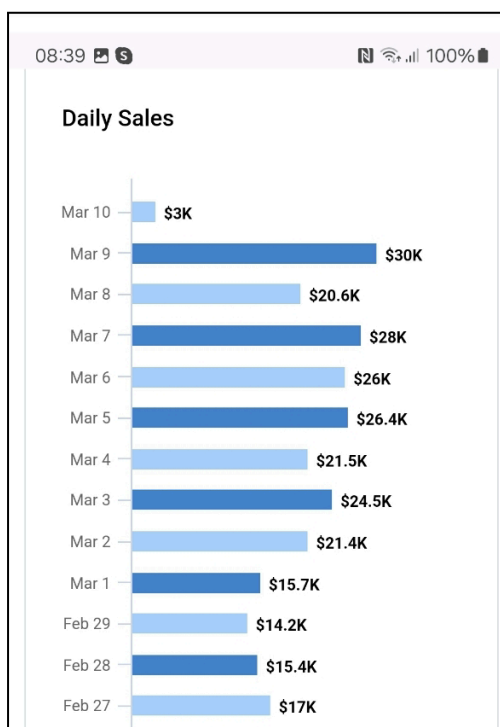 08:39 100%
Daily Sales
Mar 10 $3K
Mar 9 $30K
Mar 8 $20.6K
Mar 7 $28K
Mar 6 $26K
Mar 5 $26.4K
Mar 4 $21.5K
Mar 3 $24.5K
Mar 2 $21.4K
Mar 1 $15.7K
Feb 29 $14.2K
Feb 28 $15.4K
Feb 27 $17K